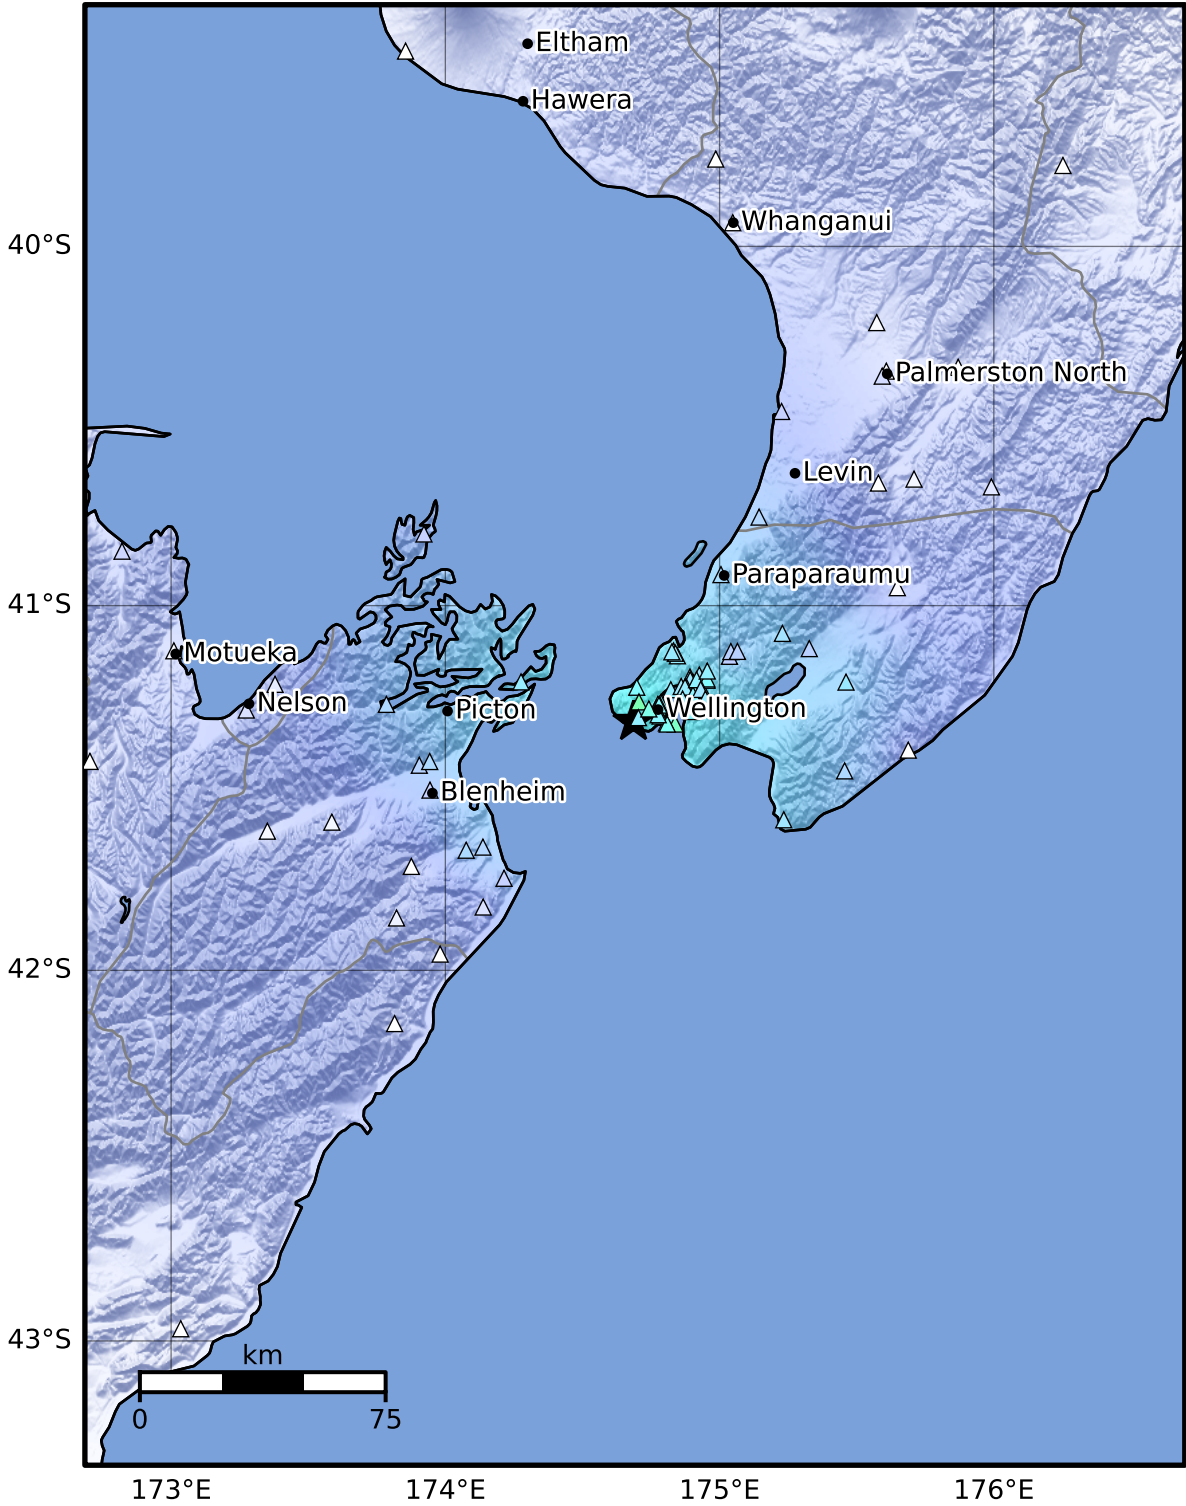 Eltham
Hawera
Whanganui
40°S
Palmerston North
Levin
Paraparaumu
41°S
Motueka
Nelson
Picton
Wellington
Blenheim
42°S
43°S
km
0
75
173°E
174°E
175°E
176°E